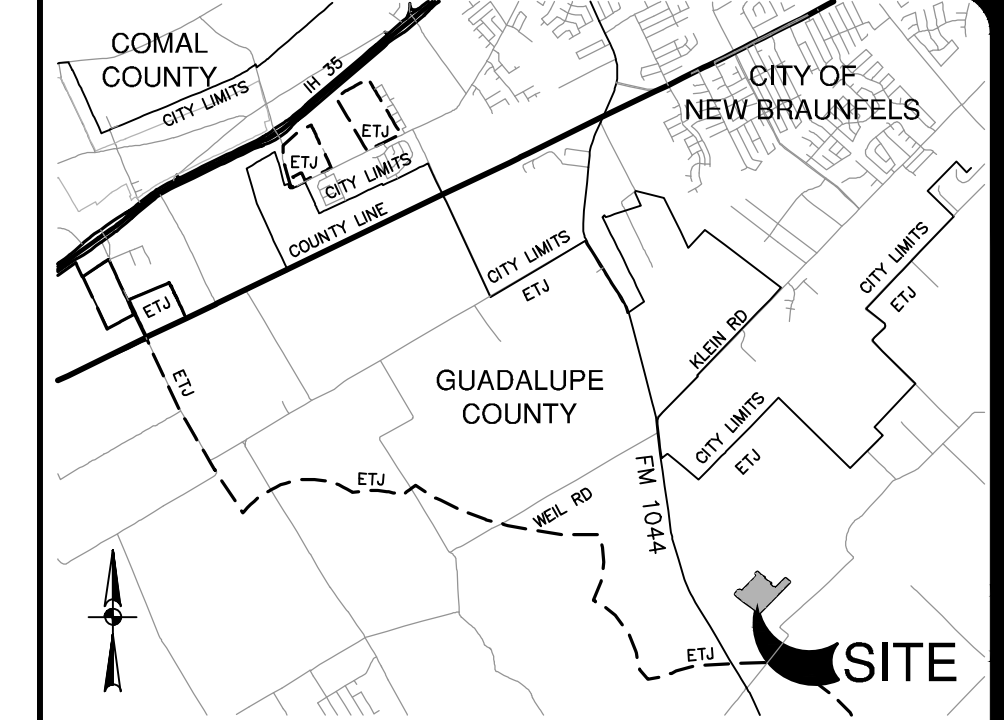 COMAL
COUNTY
CITY LIMITS
IH 35
CITY OF
NEW BRAUNFELS
ETJ
ETJ
CITY LIMITS
COUNTY LINE
CITY LIMITS
ETJ
CITY LIMITS
ETJ
ETJ
KLEIN RD
ETJ
GUADALUPE
COUNTY
CITY LIMITS
ETJ
ETJ
WEIL RD
FM 1044
ETJ
SITE